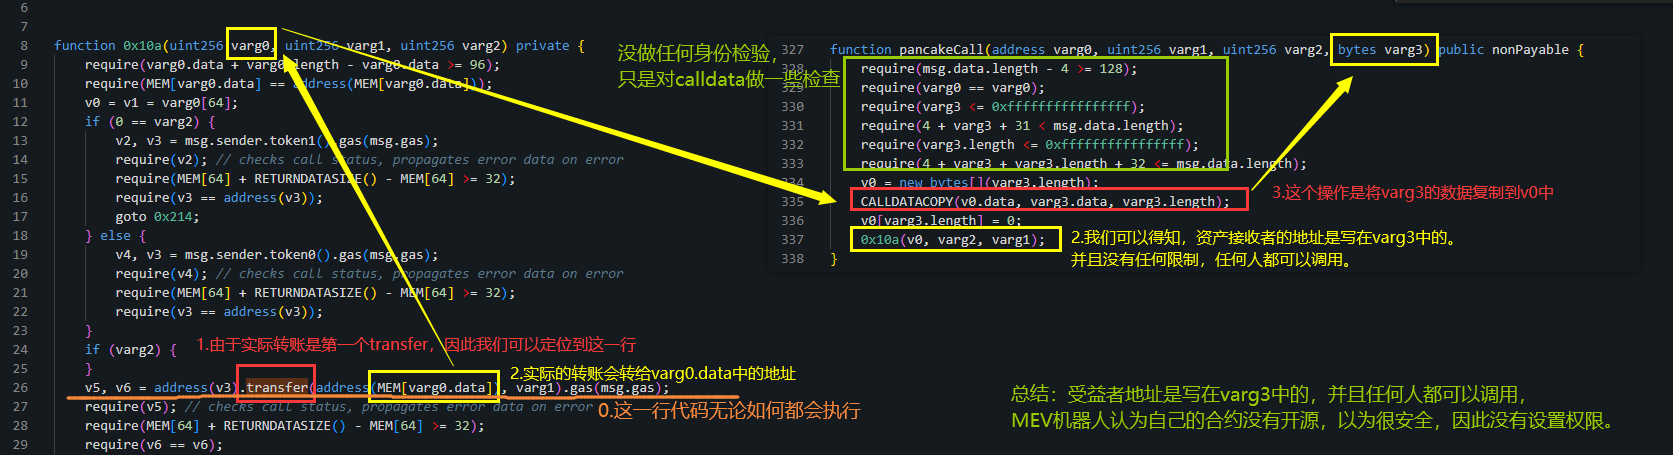 6
7
8 function 0x10a(uint256 varg0, uint256 varg1, uint256 varg2) private {
9 require(varg0.data + varg0.length - varg0.data >= 96);
10 require(MEM[varg0.data] == address(MEM[varg0.data]));
11 v0 = v1 = varg0[64];
12 if (0 == varg2) {
13 v2, v3 = msg.sender.token1().gas(msg.gas);
14 require(v2); // checks call status, propagates error data on error
15 require(MEM[64] + RETURNDATASIZE() - MEM[64] >= 32);
16 require(v3 == address(v3));
17 goto 0x214;
18 } else {
19 v4, v3 = msg.sender.token0().gas(msg.gas);
20 require(v4); // checks call status, propagates error data on error
21 require(MEM[64] + RETURNDATASIZE() - MEM[64] >= 32);
22 require(v3 == address(v3));
23 }
24 if (varg2) {
1.由于实际转账是第一个transfer，因此我们可以定位到这一行
25 }
2.实际的转账会转给varg0.data中的地址
26 v5, v6 = address(v3).transfer(address(MEM[varg0.data]), varg1).gas(msg.gas);
27 require(v5); // checks call status, propagates error data on error
0.这一行代码无论如何都会执行
28 require(MEM[64] + RETURNDATASIZE() - MEM[64] >= 32);
29 require(v6 == v6);
没做任何身份检验，
只是对calldata做一些检查
327 function pancakeCall(address varg0, uint256 varg1, uint256 varg2, bytes varg3) public nonPayable {
328 require(msg.data.length - 4 >= 128);
329 require(varg0 == varg0);
330 require(varg3 <= 0xffffffffffffffff);
331 require(4 + varg3 + 31 < msg.data.length);
332 require(varg3.length <= 0xffffffffffffffff);
333 require(4 + varg3 + varg3.length + 32 <= msg.data.length);
334 v0 = new bytes[](varg3.length);
335 CALLDATACOPY(v0.data, varg3.data, varg3.length);
3.这个操作是将varg3的数据复制到v0中
336 v0[varg3.length] = 0;
337 0x10a(v0, varg2, varg1);
338 }
2.我们可以得知，资产接收者的地址是写在varg3中的。
并且没有任何限制，任何人都可以调用。
总结：受益者地址是写在varg3中的，并且任何人都可以调用，
MEV机器人认为自己的合约没有开源，以为很安全，因此没有设置权限。